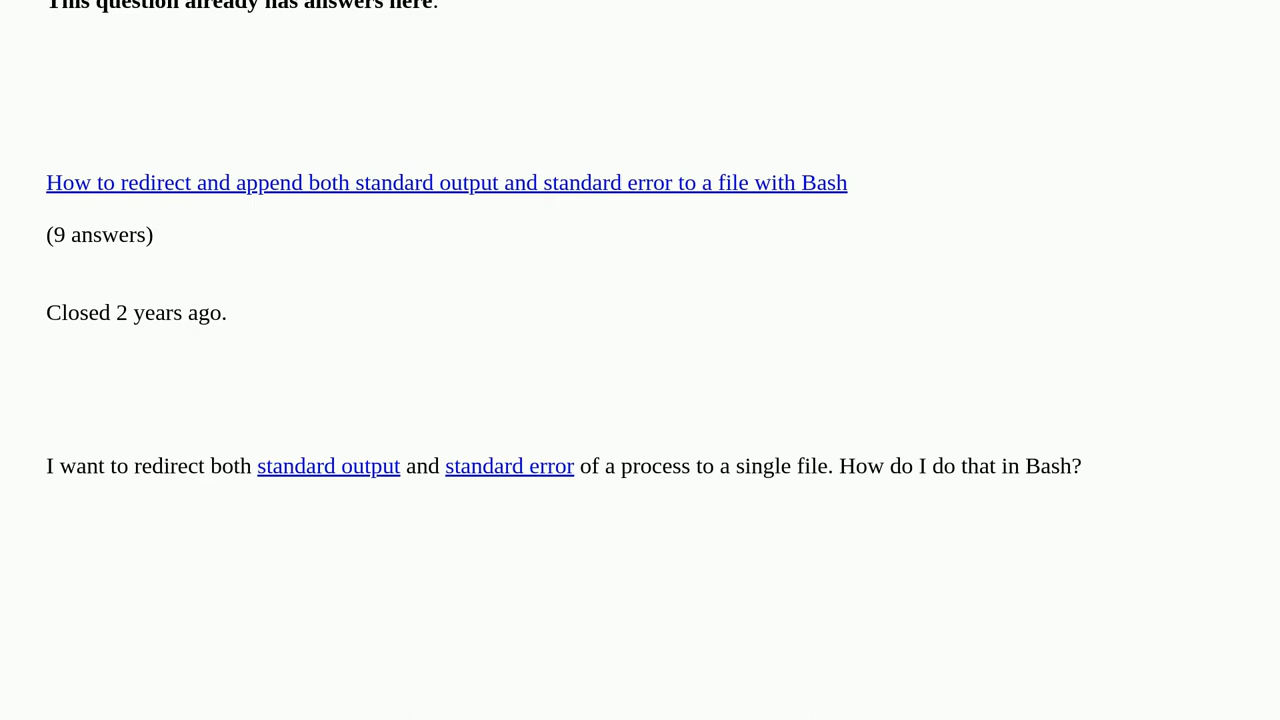 This question already has answers here.
How to redirect and append both standard output and standard error to a file with Bash
(9 answers)
Closed 2 years ago.
I want to redirect both standard output and standard error of a process to a single file. How do I do that in Bash?